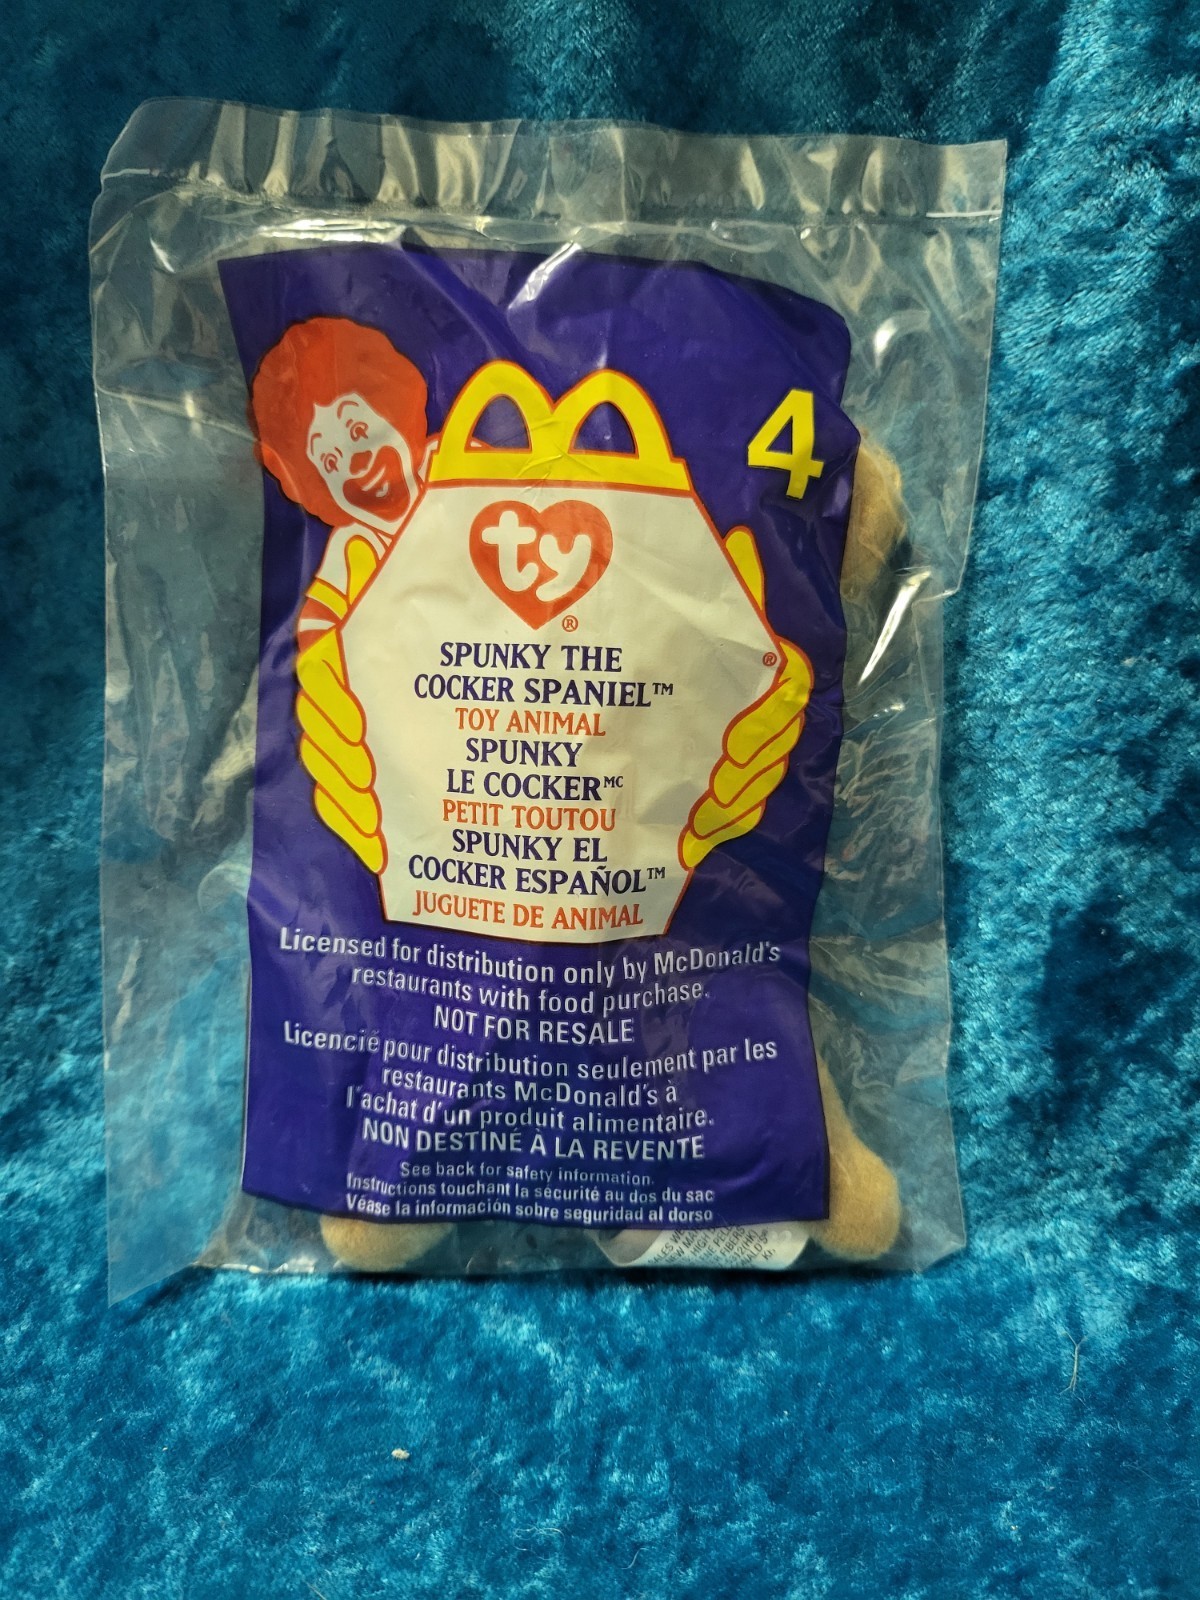 4
ty®
®
SPUNKY THE
COCKER SPANIEL™
TOY ANIMAL
SPUNKY
LE COCKER MC
PETIT TOUTOU
SPUNKY EL
COCKER ESPAÑOL™
JUGUETE DE ANIMAL
Licensed for distribution only by McDonald's
restaurants with food purchase.
NOT FOR RESALE
Licencié pour distribution seulement par les
restaurants McDonald's à
l'achat d'un produit alimentaire.
NON DESTINÉ À LA REVENTE
See back for safety information.
Instructions touchant la sécurité au dos du sac
Véase la información sobre seguridad al dorso